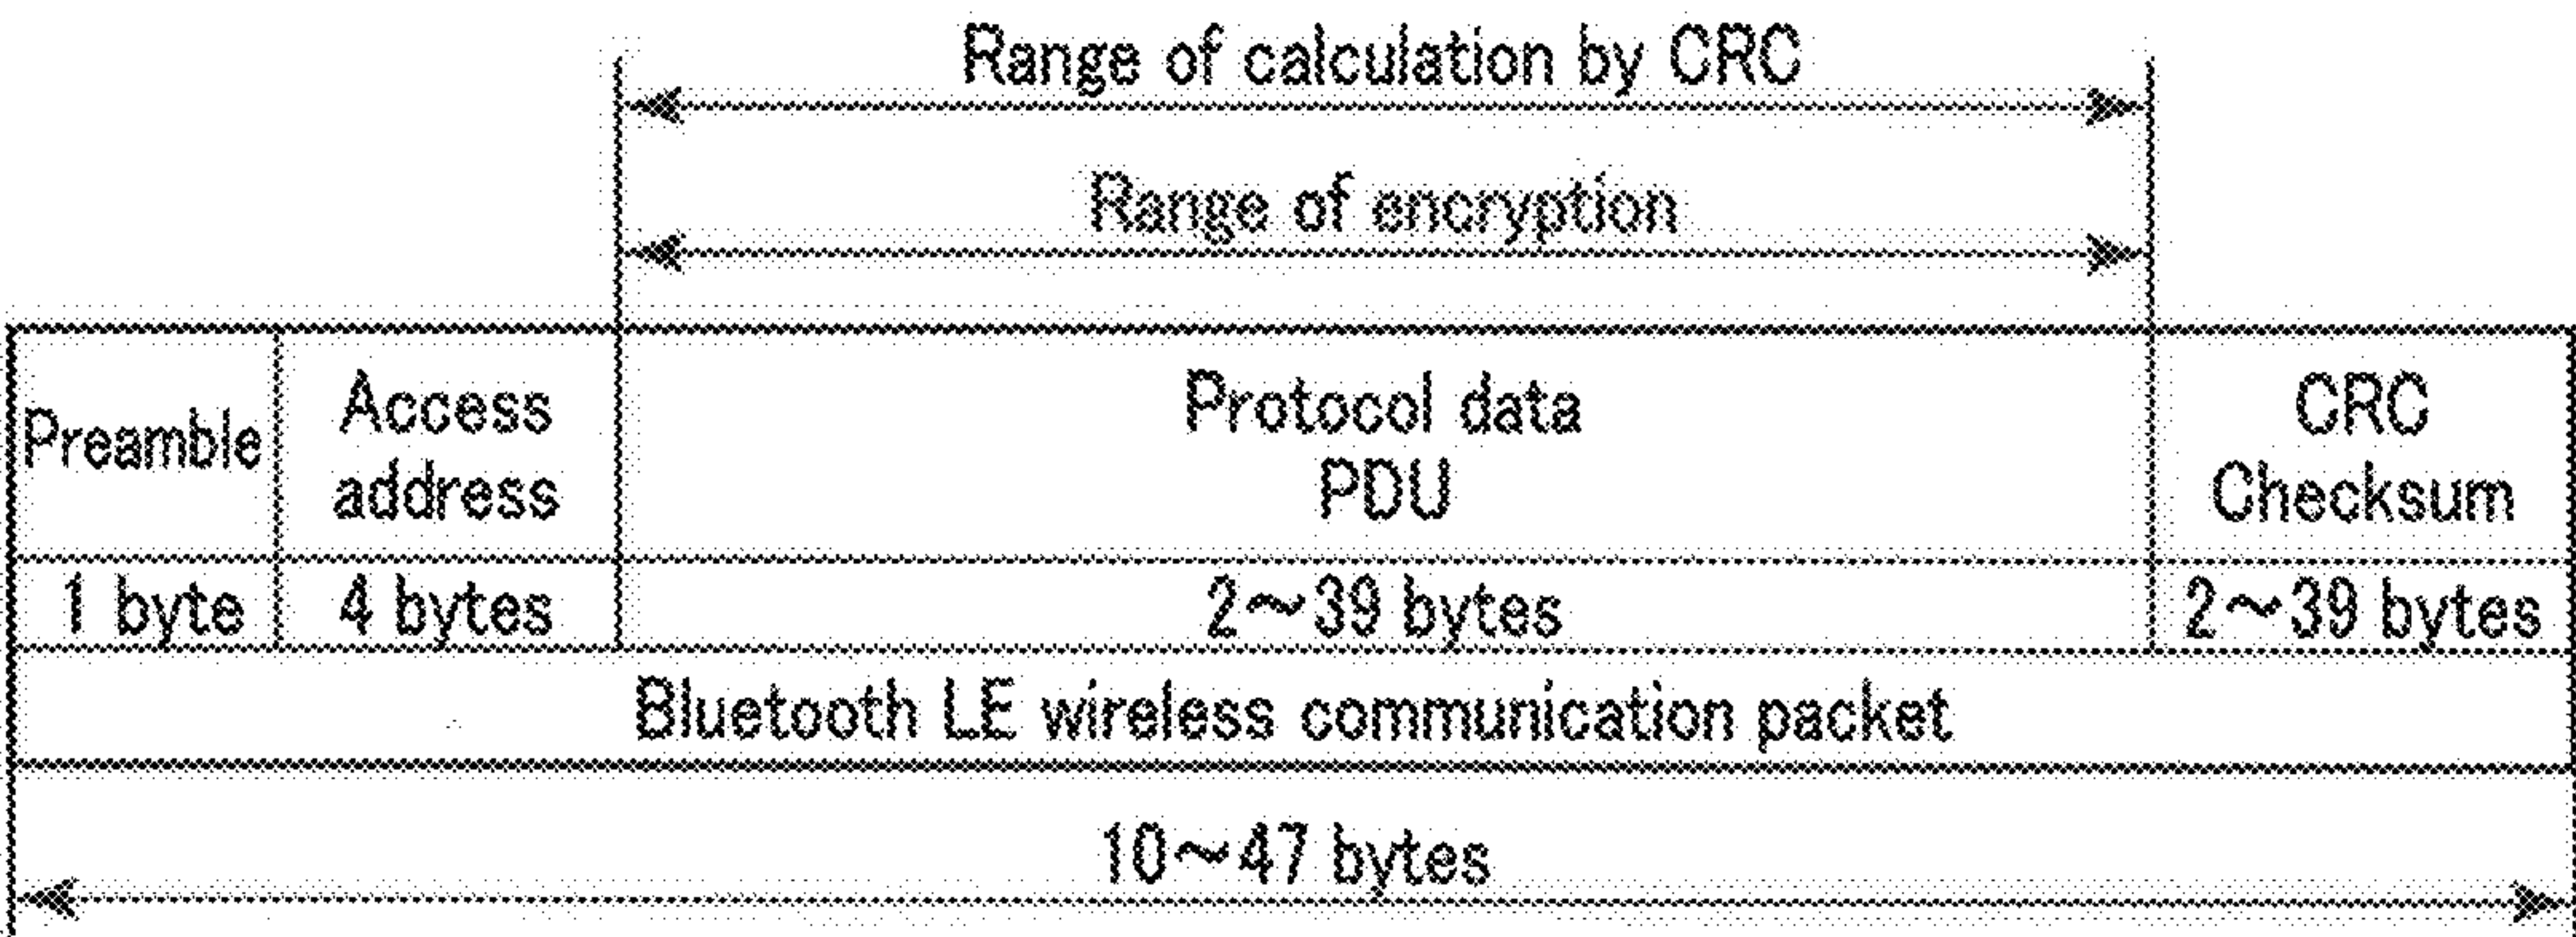 Range of calculation by CRC
Range of encryption
Preamble
Access
address
Protocol data
PDU
CRC
Checksum
1 byte
4 bytes
2~39 bytes
2~39 bytes
Bluetooth LE wireless communication packet
10~47 bytes